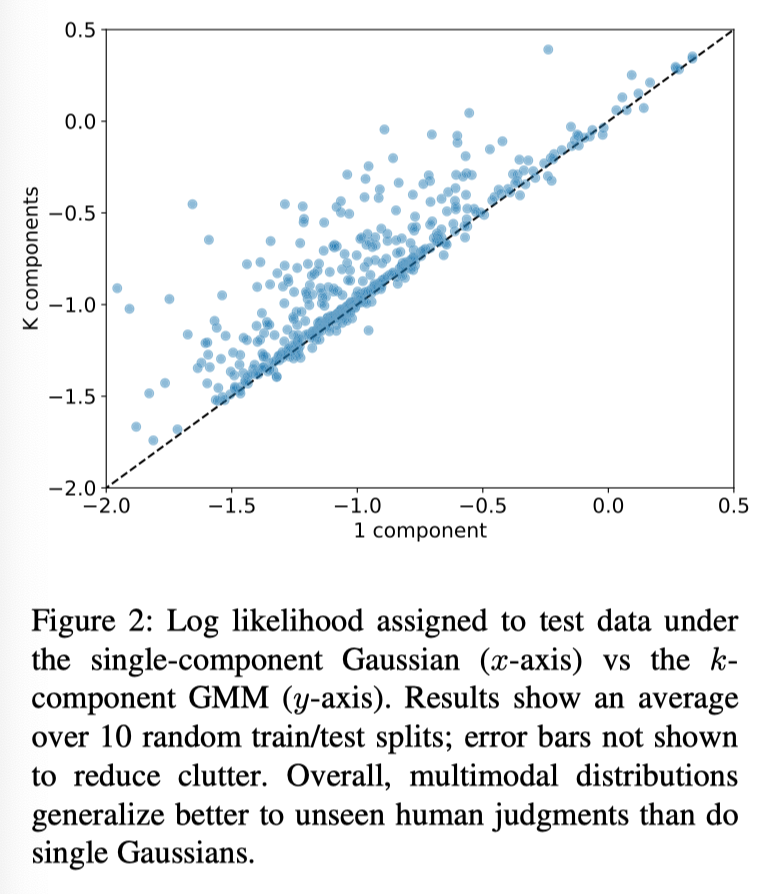 0.5
0.0
−0.5
−1.0
−1.5
−2.0
K components
−2.0
−1.5
−1.0
−0.5
0.0
0.5
1 component
Figure 2: Log likelihood assigned to test data under
the single-component Gaussian (x-axis) vs the k-
component GMM (y-axis). Results show an average
over 10 random train/test splits; error bars not shown
to reduce clutter. Overall, multimodal distributions
generalize better to unseen human judgments than do
single Gaussians.